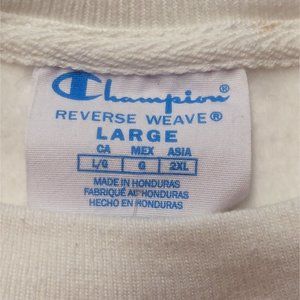 Champion®
REVERSE WEAVE®
LARGE
CA MEX ASIA
L/G G 2XL
MADE IN HONDURAS
FABRIQUÉ AU HONDURAS
HECHO EN HONDURAS